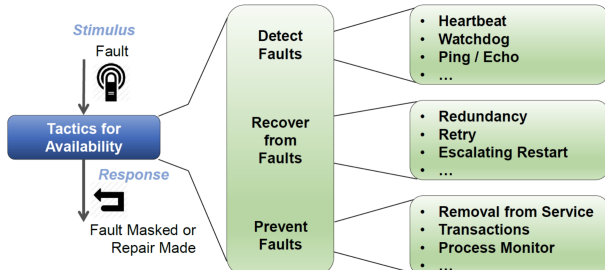 Stimulus
Fault
Tactics for
Availability
Response
Fault Masked or
Repair Made
Detect
Faults
Recover
from
Faults
Prevent
Faults
• Heartbeat
• Watchdog
• Ping / Echo
• ...
• Redundancy
• Retry
• Escalating Restart
• ...
• Removal from Service
• Transactions
• Process Monitor
• ...